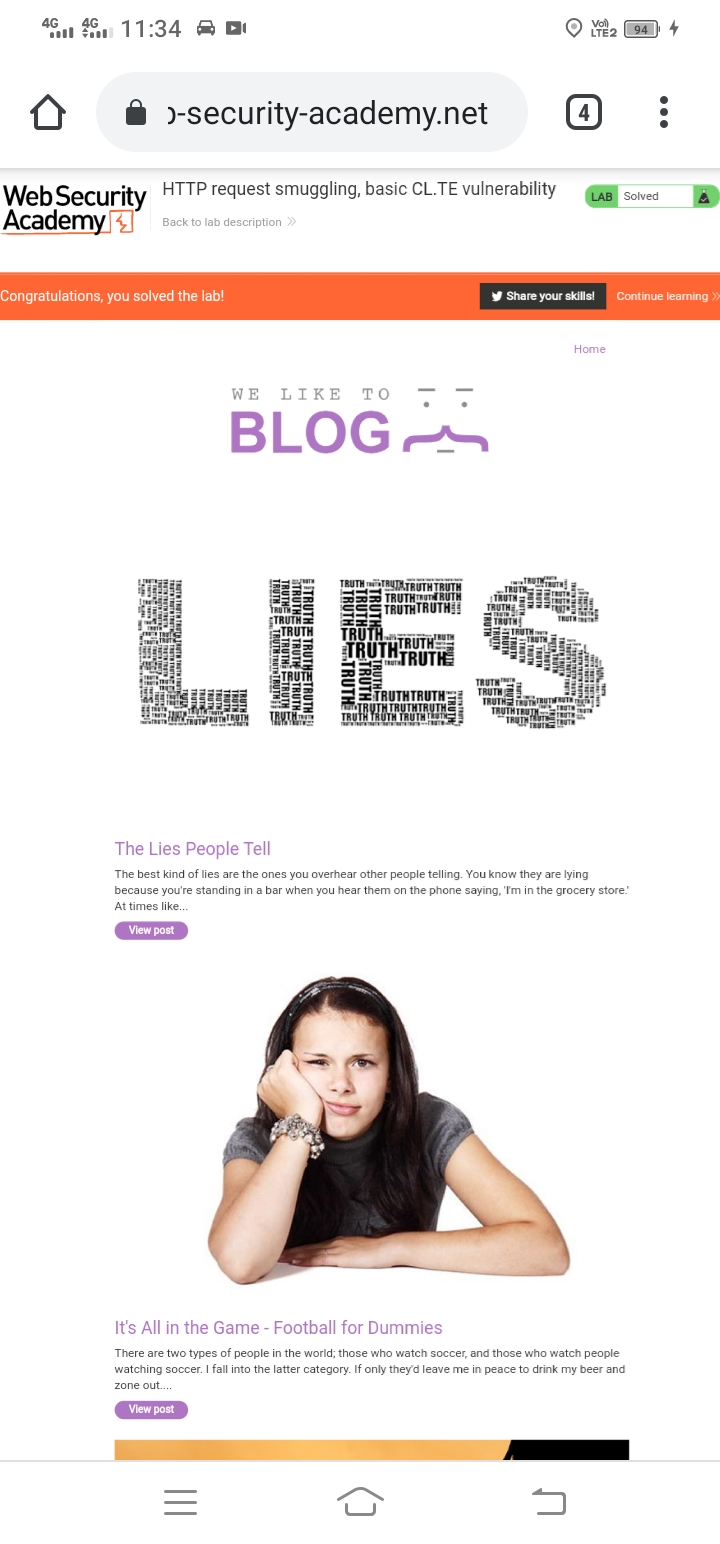 4G 4G 11:34 Vo) LTE2 94
o-security-academy.net 4
Web Security
Academy
HTTP request smuggling, basic CL.TE vulnerability
LAB Solved
Back to lab description
Congratulations, you solved the lab! Share your skills! Continue learning
Home
WE LIKE TO
BLOG
LIES
The Lies People Tell
The best kind of lies are the ones you overhear other people telling. You know they are lying
because you're standing in a bar when you hear them on the phone saying, 'I'm in the grocery store.'
At times like...
View post
It's All in the Game - Football for Dummies
There are two types of people in the world; those who watch soccer, and those who watch people
watching soccer. I fall into the latter category. If only they'd leave me in peace to drink my beer and
zone out....
View post